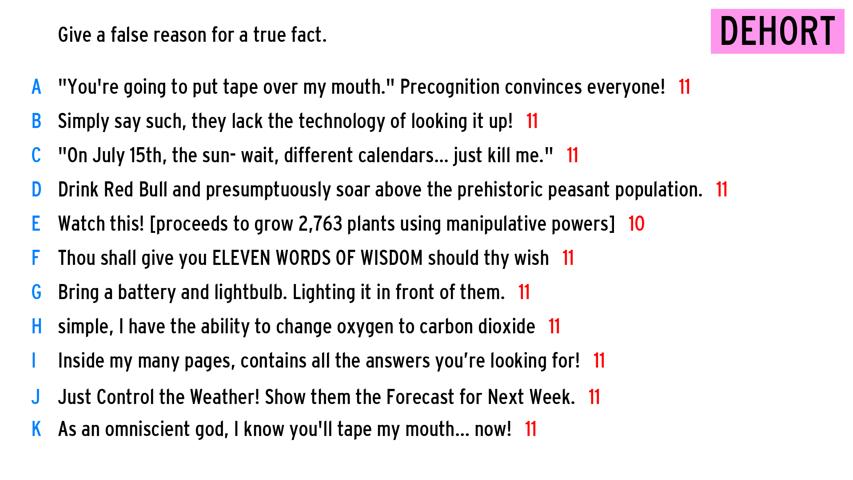 Give a false reason for a true fact.
DEHORT
A "You're going to put tape over my mouth." Precognition convinces everyone! 11
B Simply say such, they lack the technology of looking it up! 11
C "On July 15th, the sun- wait, different calendars... just kill me." 11
D Drink Red Bull and presumptuously soar above the prehistoric peasant population. 11
E Watch this! [proceeds to grow 2,763 plants using manipulative powers] 10
F Thou shall give you ELEVEN WORDS OF WISDOM should thy wish 11
G Bring a battery and lightbulb. Lighting it in front of them. 11
H simple, I have the ability to change oxygen to carbon dioxide 11
I Inside my many pages, contains all the answers you’re looking for! 11
J Just Control the Weather! Show them the Forecast for Next Week. 11
K As an omniscient god, I know you'll tape my mouth... now! 11